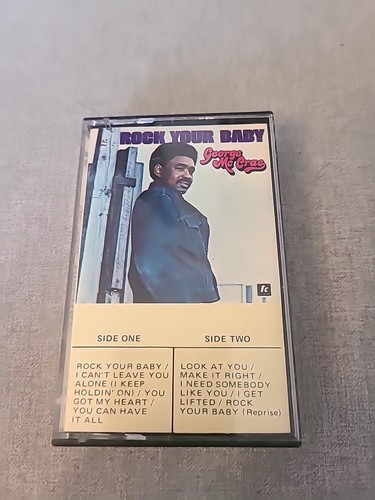 ROCK YOUR BABY
George
Mc Crae
SIDE ONE
ROCK YOUR BABY /
I CAN'T LEAVE YOU
ALONE (I KEEP
HOLDIN' ON) / YOU
GOT MY HEART /
YOU CAN HAVE
IT ALL
SIDE TWO
LOOK AT YOU /
MAKE IT RIGHT /
I NEED SOMEBODY
LIKE YOU / I GET
LIFTED / ROCK
YOUR BABY (Reprise)